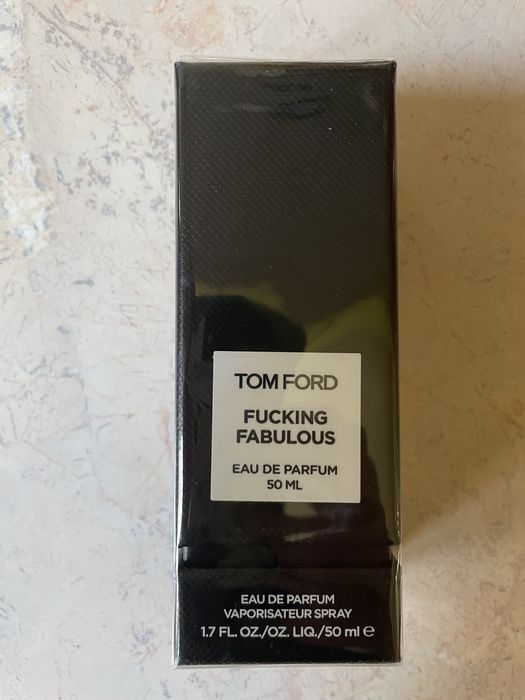 TOM FORD
FUCKING
FABULOUS
EAU DE PARFUM
50 ML
EAU DE PARFUM
VAPORISATEUR SPRAY
1.7 FL. OZ./OZ. LIQ./50 ml ℮